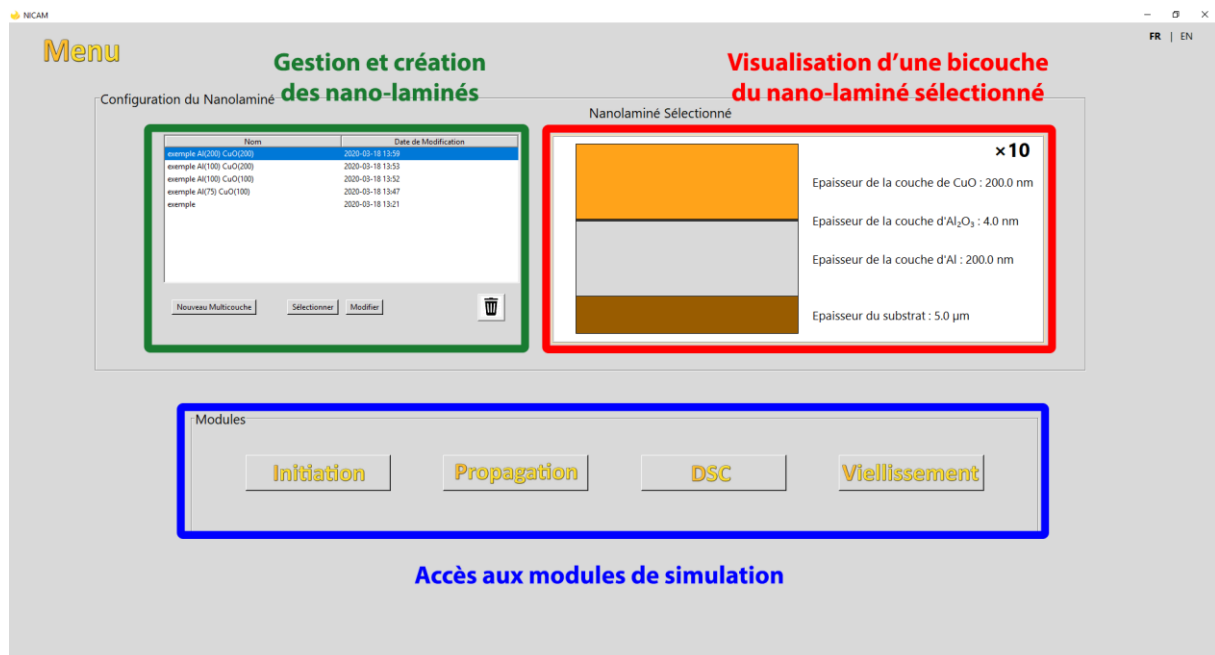 NICAM
FR | EN
Menu
Gestion et création
des nano-laminés
Visualisation d'une bicouche
du nano-laminé sélectionné
Configuration du Nanolaminé
Nanolaminé Sélectionné
Nom Date de Modification
exemple Al(200) CuO(200) 2020-03-18 13:59
exemple Al(100) CuO(200) 2020-03-18 13:53
exemple Al(100) CuO(100) 2020-03-18 13:52
exemple Al(75) CuO(100) 2020-03-18 13:47
exemple 2020-03-18 13:21
Nouveau Multicouche Sélectionner Modifier
×10
Epaisseur de la couche de CuO : 200.0 nm
Epaisseur de la couche d'Al₂O₃ : 4.0 nm
Epaisseur de la couche d'Al : 200.0 nm
Epaisseur du substrat : 5.0 μm
Modules
Initiation Propagation DSC Viellissement
Accès aux modules de simulation